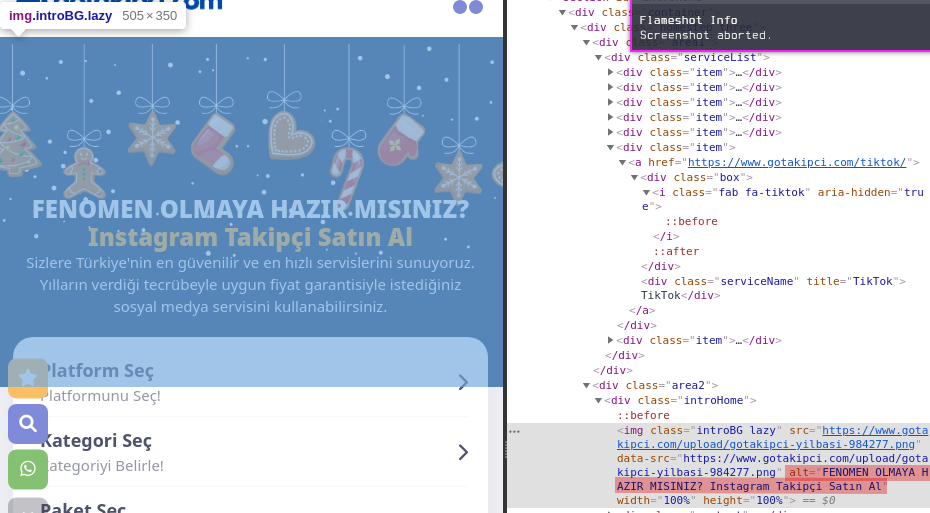 img.introBG.lazy 505 × 350
FENOMEN OLMAYA HAZIR MISINIZ?
Instagram Takipçi Satın Al
Sizlere Türkiye'nin en güvenilir ve en hızlı servislerini sunuyoruz.
Yılların verdiği tecrübeyle uygun fiyat garantisiyle istediğiniz
sosyal medya servisini kullanabilirsiniz.
Platform Seç
Platformunu Seç!
Kategori Seç
Kategoriyi Belirle!
Paket Seç
Flameshot Info
Screenshot aborted.
<div class="container">
<div
<div class="area1">
<div class="serviceList">
<div class="item">…</div>
<div class="item">…</div>
<div class="item">…</div>
<div class="item">…</div>
<div class="item">…</div>
<div class="item">
<a href="https://www.gotakipci.com/tiktok/">
<div class="box">
<i class="fab fa-tiktok" aria-hidden="tru
e">
::before
</i>
::after
</div>
<div class="serviceName" title="TikTok">
TikTok</div>
</a>
</div>
<div class="item">…</div>
</div>
</div>
<div class="area2">
<div class="introHome">
::before
<img class="introBG lazy" src="https://www.gota
kipci.com/upload/gotakipci-yilbasi-984277.png"
data-src="https://www.gotakipci.com/upload/gota
kipci-yilbasi-984277.png" alt="FENOMEN OLMAYA H
AZIR MISINIZ? Instagram Takipçi Satın Al"
width="100%" height="100%"> == $0